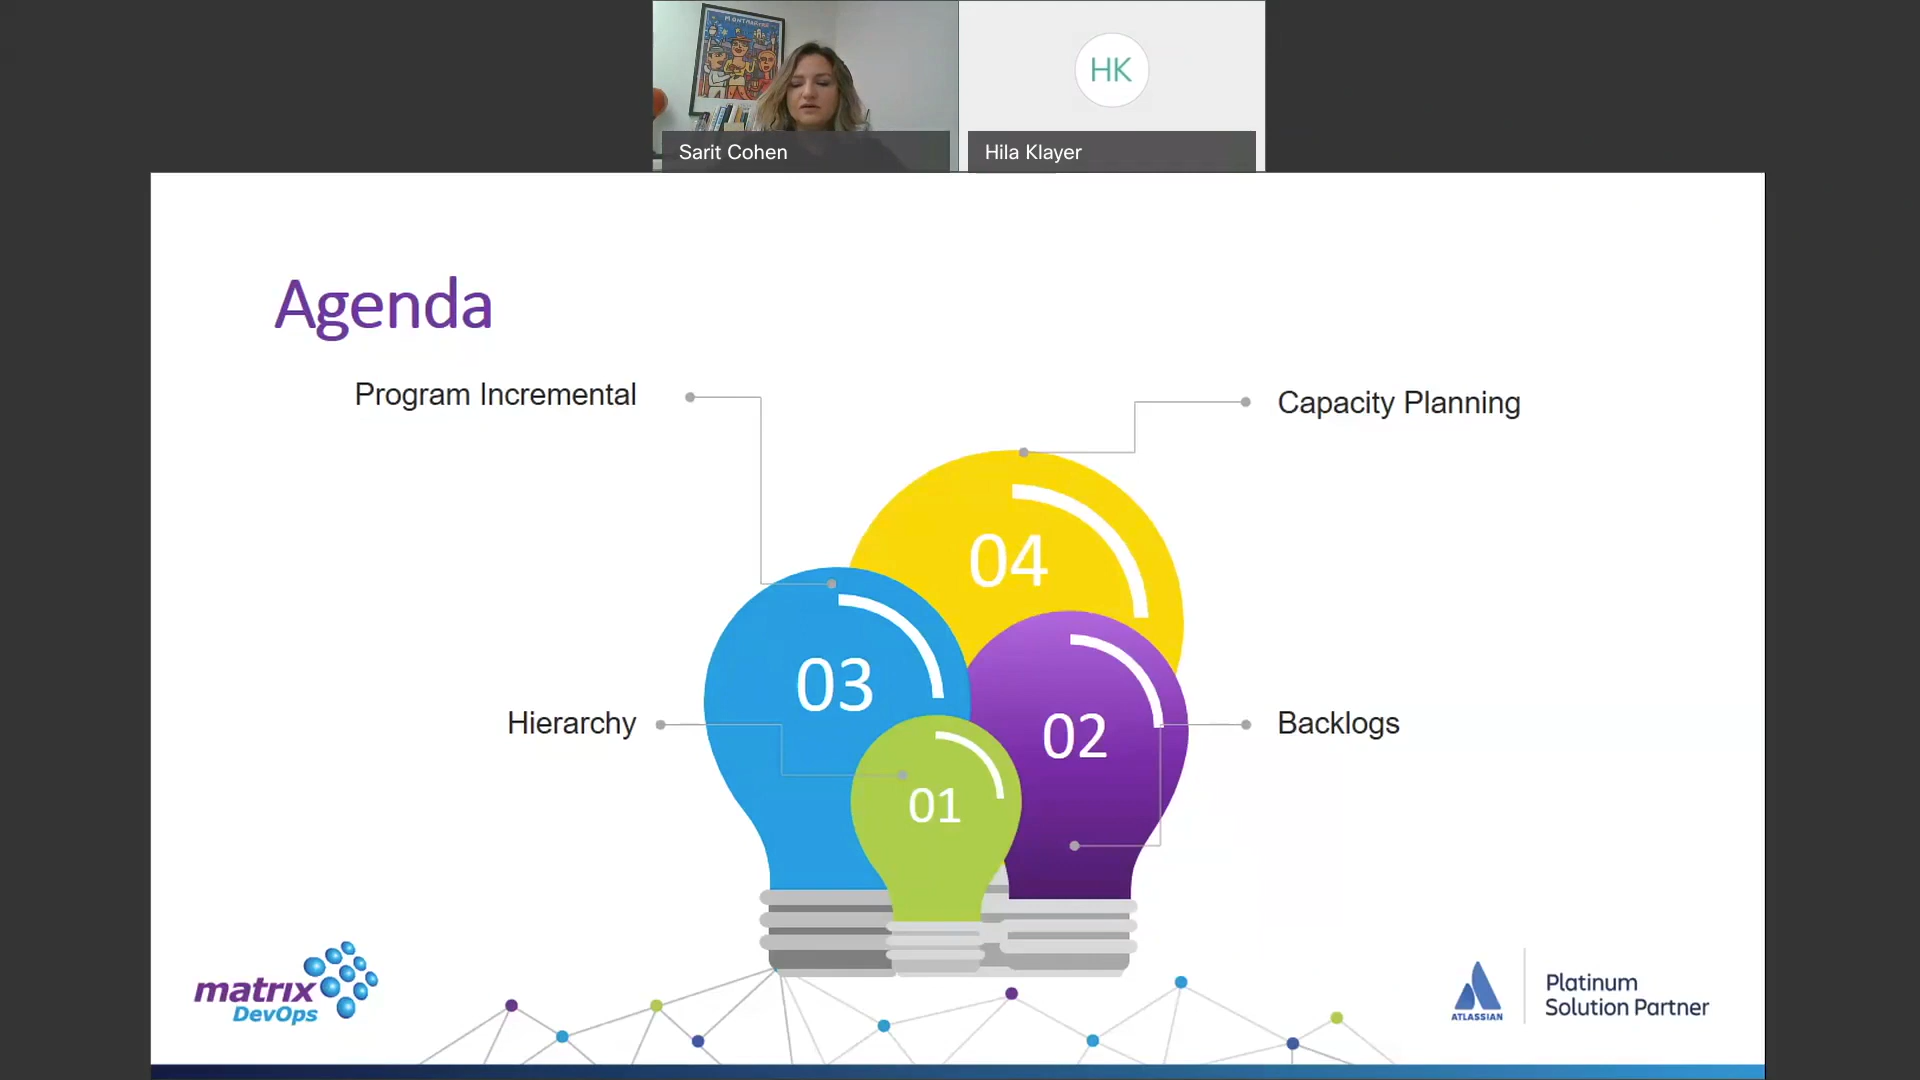 MONTMARTRE
HK
Sarit Cohen
Hila Klayer
Agenda
Program Incremental
Capacity Planning
04
03
Hierarchy
02
Backlogs
01
matrix
DevOps
ATLASSIAN
Platinum
Solution Partner